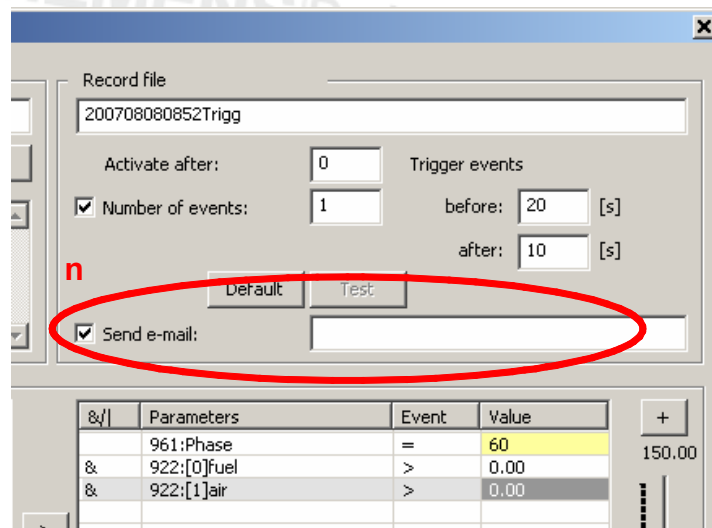 Record file
200708080852Trigg
Activate after: 0 Trigger events
Number of events: 1 before: 20 [s]
after: 10 [s]
n
Default Test
Send e-mail:
&/| Parameters Event Value +
961:Phase = 60 150.00
& 922:[0]fuel > 0.00
& 922:[1]air > 0.00